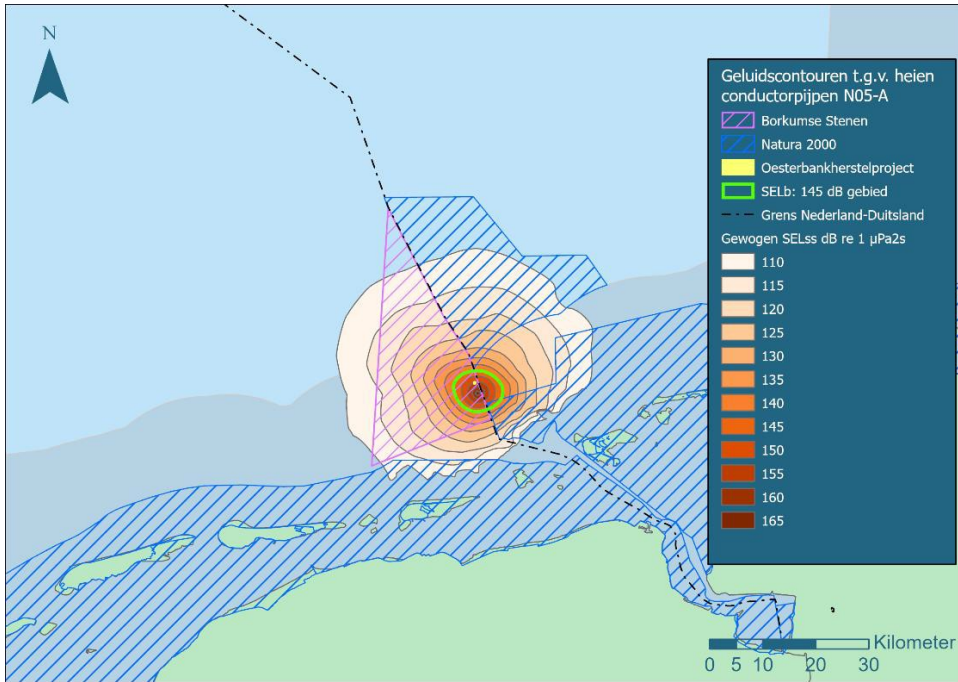 N
Geluidscontouren t.g.v. heien
conductorpijpen N05-A
Borkumse Stenen
Natura 2000
Oesterbankherstelproject
SELb: 145 dB gebied
Grens Nederland-Duitsland
Gewogen SELss dB re 1 µPa2s
110
115
120
125
130
135
140
145
150
155
160
165
Kilometer
0 5 10 20 30